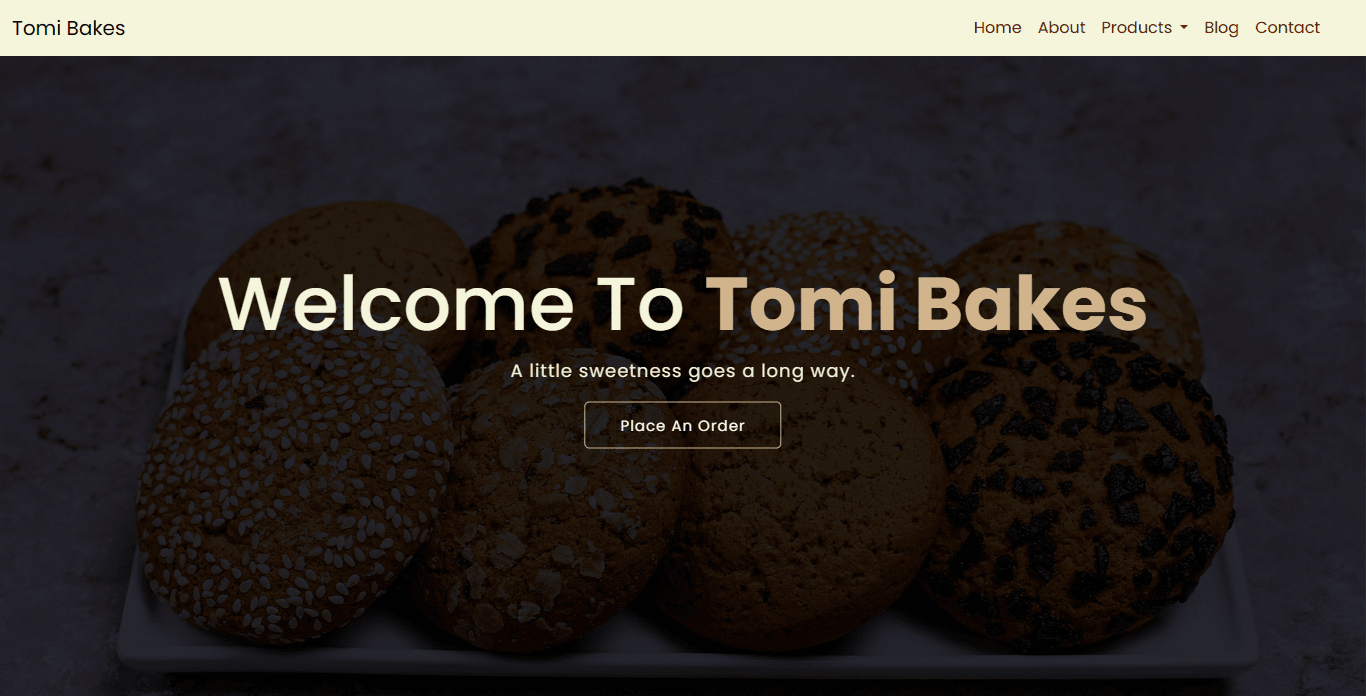 Tomi Bakes
Home About Products Blog Contact
Welcome To Tomi Bakes
A little sweetness goes a long way.
Place An Order